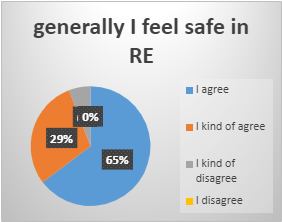 generally I feel safe in
RE
0%
29%
65%
I agree
I kind of agree
I kind of
disagree
I disagree